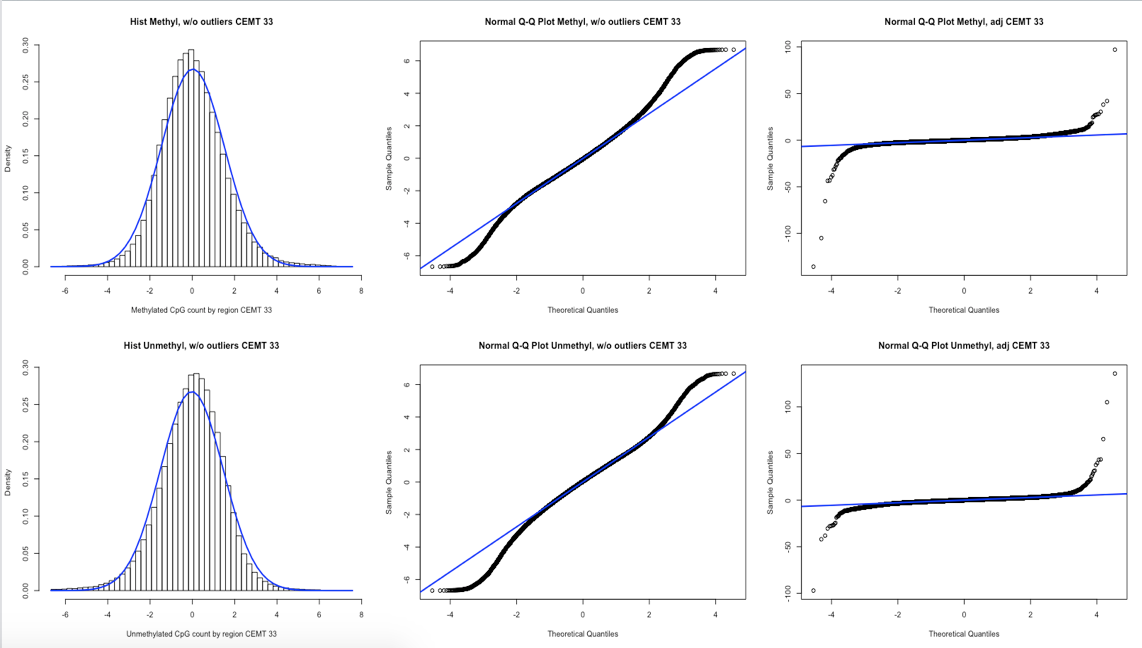 Hist Methyl, w/o outliers CEMT 33
Density
0.00 0.05 0.10 0.15 0.20 0.25 0.30
-6 -4 -2 0 2 4 6 8
Methylated CpG count by region CEMT 33
Normal Q-Q Plot Methyl, w/o outliers CEMT 33
Sample Quantiles
-6 -4 -2 0 2 4 6
-4 -2 0 2 4
Theoretical Quantiles
Normal Q-Q Plot Methyl, adj CEMT 33
Sample Quantiles
-100 -50 0 50 100
-4 -2 0 2 4
Theoretical Quantiles
Hist Unmethyl, w/o outliers CEMT 33
Density
0.00 0.05 0.10 0.15 0.20 0.25 0.30
-6 -4 -2 0 2 4 6 8
Unmethylated CpG count by region CEMT 33
Normal Q-Q Plot Unmethyl, w/o outliers CEMT 33
Sample Quantiles
-6 -4 -2 0 2 4 6
-4 -2 0 2 4
Theoretical Quantiles
Normal Q-Q Plot Unmethyl, adj CEMT 33
Sample Quantiles
-100 -50 0 50 100
-4 -2 0 2 4
Theoretical Quantiles